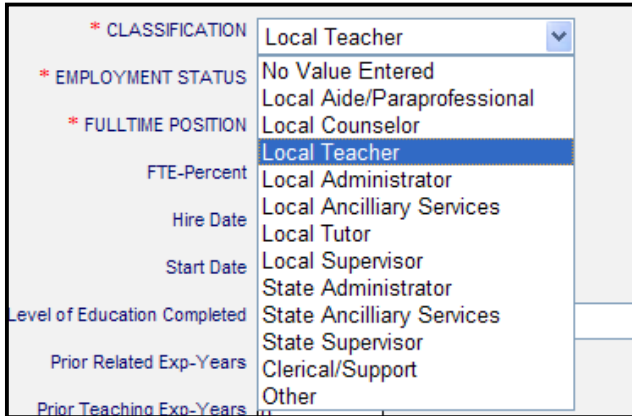 * CLASSIFICATION Local Teacher
* EMPLOYMENT STATUS No Value Entered
Local Aide/Paraprofessional
* FULLTIME POSITION Local Counselor
Local Teacher
FTE-Percent Local Administrator
Local Ancilliary Services
Hire Date Local Tutor
Local Supervisor
Start Date State Administrator
Level of Education Completed State Ancilliary Services
State Supervisor
Prior Related Exp-Years Clerical/Support
Prior Teaching Exp-Years Other